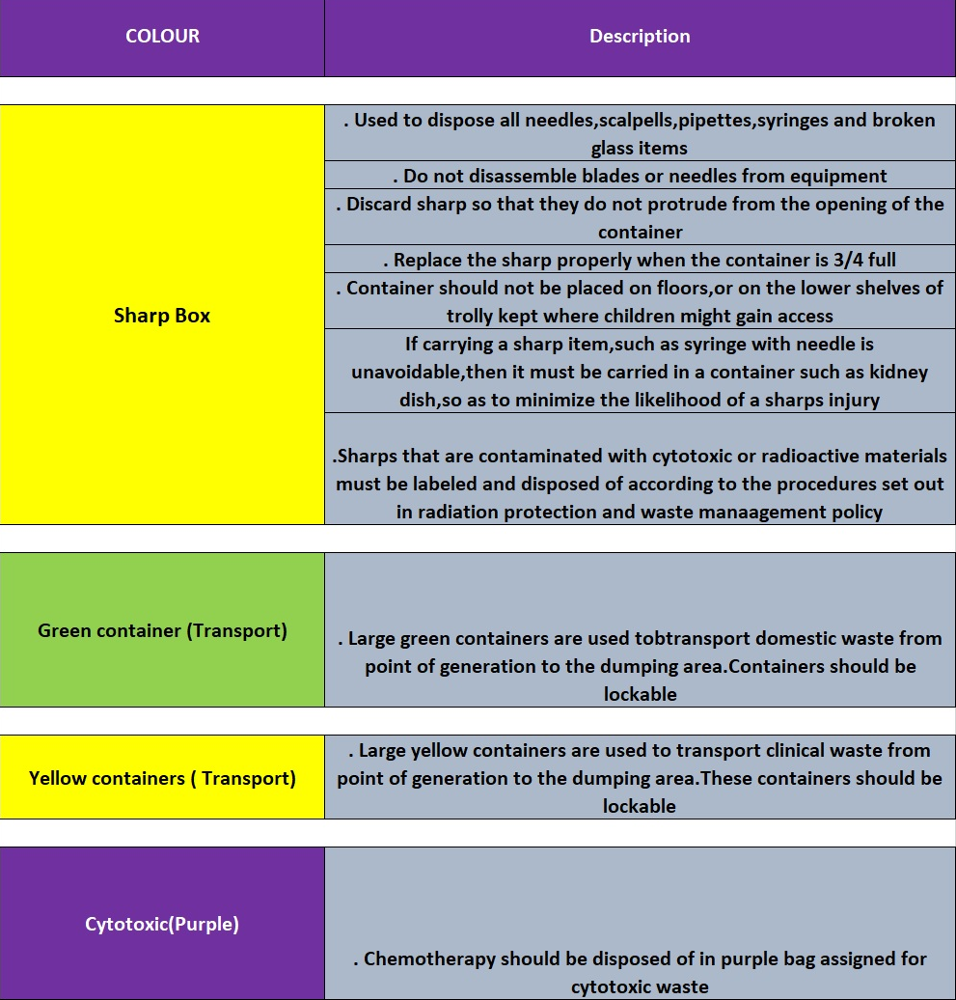 COLOUR
Description
. Used to dispose all needles,scalpells,pipettes,syringes and broken
glass items
. Do not disassemble blades or needles from equipment
. Discard sharp so that they do not protrude from the opening of the
container
. Replace the sharp properly when the container is 3/4 full
. Container should not be placed on floors,or on the lower shelves of
trolly kept where children might gain access
Sharp Box
If carrying a sharp item,such as syringe with needle is
unavoidable,then it must be carried in a container such as kidney
dish,so as to minimize the likelihood of a sharps injury
.Sharps that are contaminated with cytotoxic or radioactive materials
must be labeled and disposed of according to the procedures set out
in radiation protection and waste manaagement policy
Green container (Transport)
. Large green containers are used tobtransport domestic waste from
point of generation to the dumping area.Containers should be
lockable
Yellow containers ( Transport)
. Large yellow containers are used to transport clinical waste from
point of generation to the dumping area.These containers should be
lockable
Cytotoxic(Purple)
. Chemotherapy should be disposed of in purple bag assigned for
cytotoxic waste